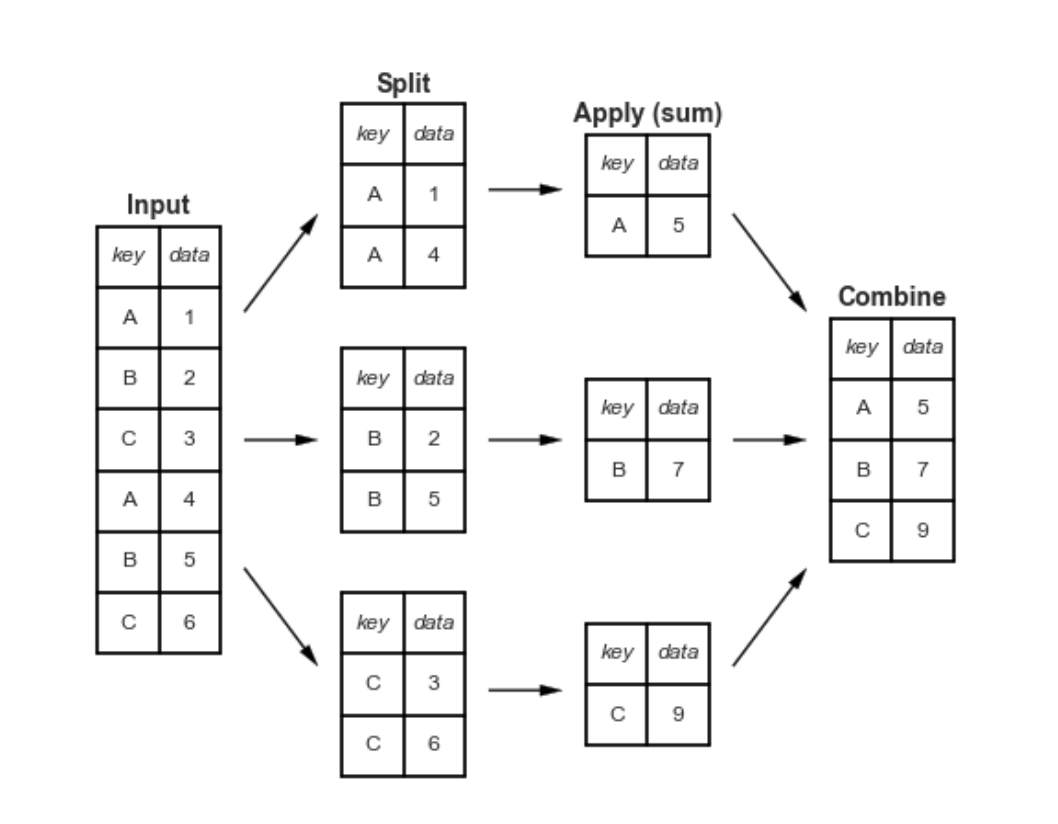 Split
key data
A 1
A 4
Apply (sum)
key data
A 5
Input
key data
A 1
B 2
C 3
A 4
B 5
C 6
key data
B 2
B 5
key data
B 7
Combine
key data
A 5
B 7
C 9
key data
C 3
C 6
key data
C 9